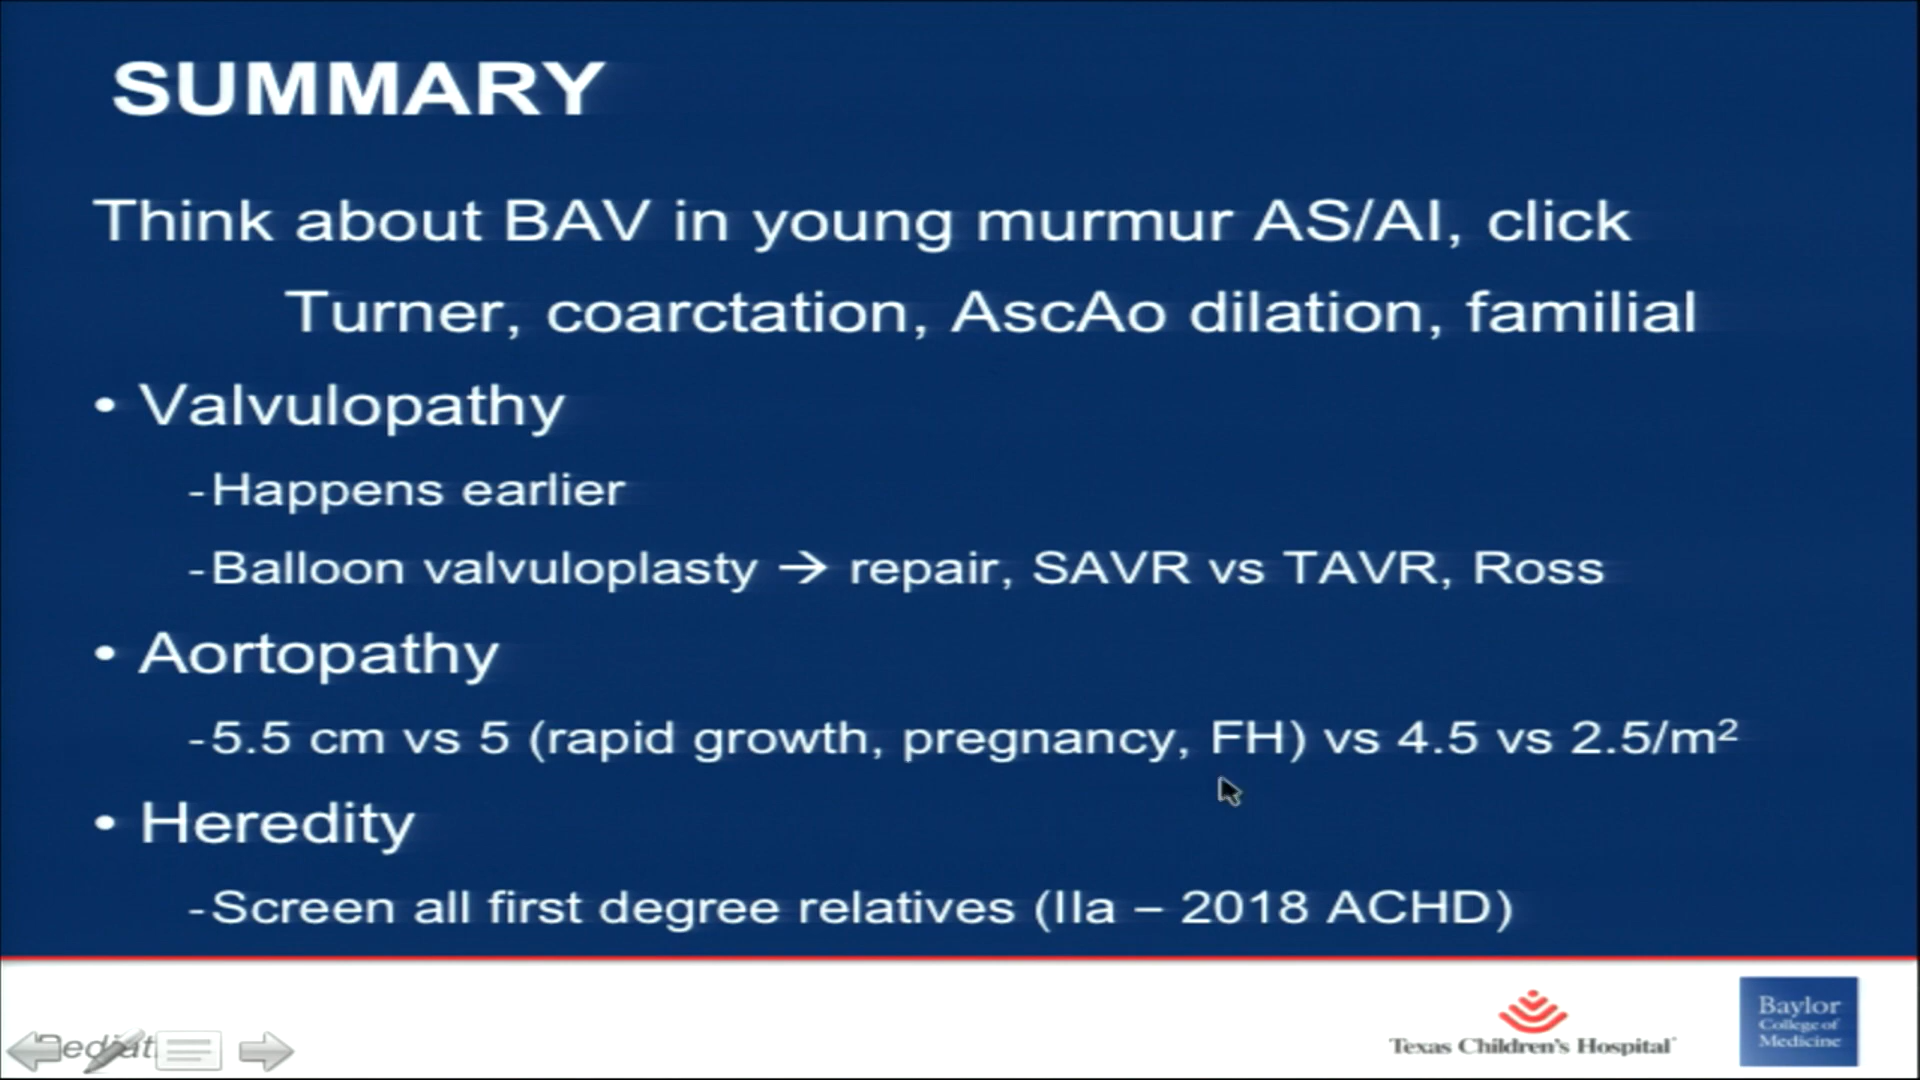 SUMMARY
Think about BAV in young murmur AS/AI, click
Turner, coarctation, AscAo dilation, familial
• Valvulopathy
-Happens earlier
-Balloon valvuloplasty → repair, SAVR vs TAVR, Ross
• Aortopathy
-5.5 cm vs 5 (rapid growth, pregnancy, FH) vs 4.5 vs 2.5/m²
• Heredity
-Screen all first degree relatives (IIa – 2018 ACHD)
Texas Children's Hospital
Baylor
College of
Medicine